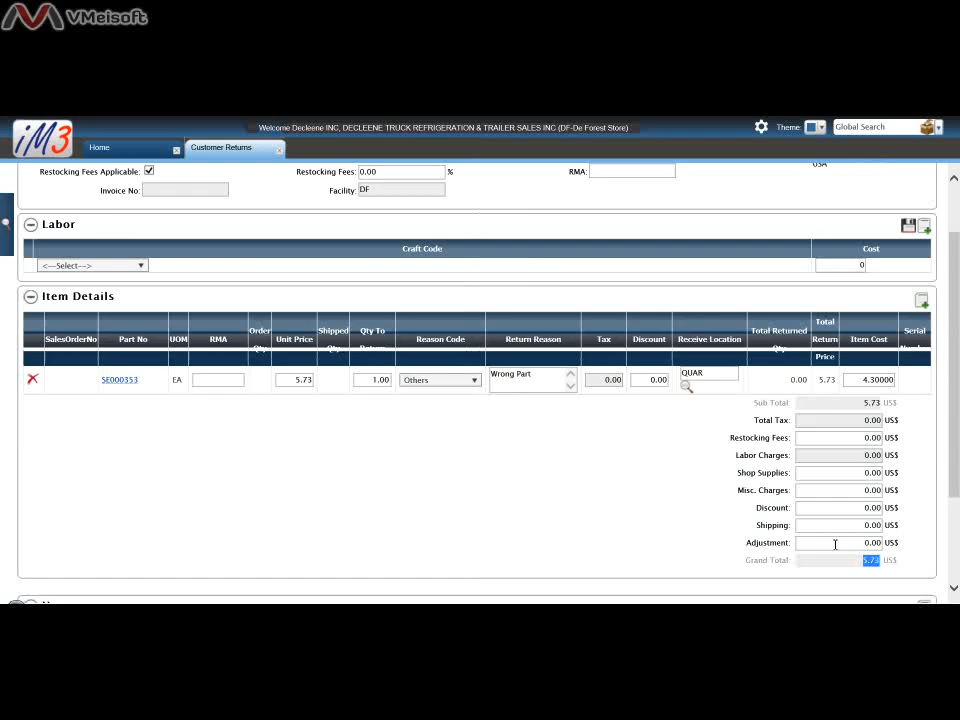 VMeisoft
iM3
Welcome Decleene INC, DECLEENE TRUCK REFRIGERATION & TRAILER SALES INC (DF-De Forest Store)
Theme:
Global Search
Home
Customer Returns
Restocking Fees Applicable:
Restocking Fees: 0.00 %
RMA:
USA
Invoice No:
Facility: DF
Labor
Craft Code Cost
<---Select---> 0
Item Details
SalesOrderNo Part No UOM RMA Order Qty Unit Price Shipped Qty Qty To Return Reason Code Return Reason Tax Discount Receive Location Total Returned Qty Total Return Price Item Cost Serial
SE000353 EA 5.73 1.00 Others Wrong Part 0.00 0.00 QUAR 0.00 5.73 4.30000
Sub Total: 5.73 US$
Total Tax: 0.00 US$
Restocking Fees: 0.00 US$
Labor Charges: 0.00 US$
Shop Supplies: 0.00 US$
Misc. Charges: 0.00 US$
Discount: 0.00 US$
Shipping: 0.00 US$
Adjustment: 0.00 US$
Grand Total: 5.73 US$